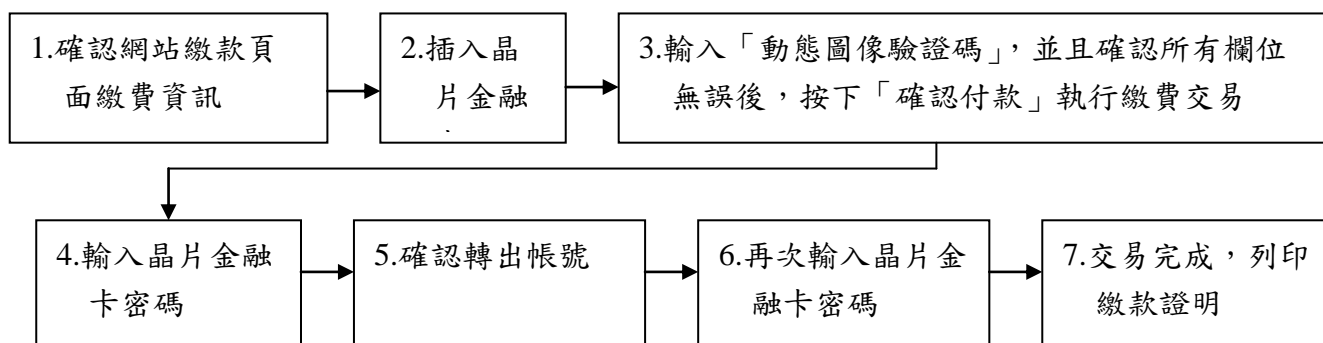 1.確認網站繳款頁
面繳費資訊
2.插入晶
片金融
3.輸入「動態圖像驗證碼」，並且確認所有欄位
無誤後，按下「確認付款」執行繳費交易
4.輸入晶片金融
卡密碼
5.確認轉出帳號
6.再次輸入晶片金
融卡密碼
7.交易完成，列印
繳款證明